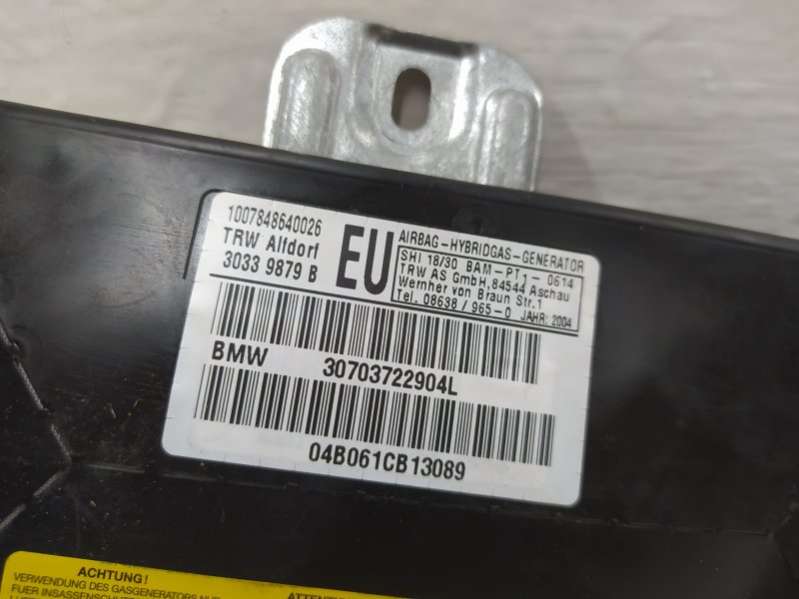 1007848640026
TRW Alfdorf
3033 9879 B
EU
AIRBAG-HYBRIDGAS-GENERATOR
SHI 18/30 BAM-PT1-0614
TRW AS GmbH, 84544 Aschau
Wernher von Braun Str.1
Tel. 08638 / 965-0 JAHR: 2004
BMW 30703722904L
04B061CB13089
ACHTUNG!
VERWENDUNG DES GASGENERATORS NUR
FUER